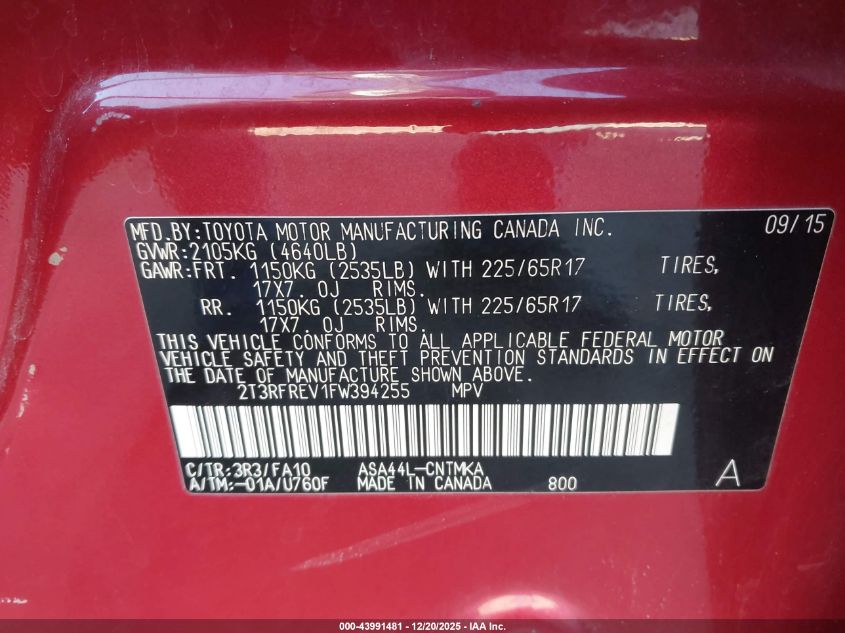 MFD.BY:TOYOTA MOTOR MANUFACTURING CANADA INC. 09/15
GVWR:2105KG (4640LB)
GAWR:FRT. 1150KG (2535LB) WITH 225/65R17 TIRES,
17X7.0J RIMS.
RR. 1150KG (2535LB) WITH 225/65R17 TIRES,
17X7.0J RIMS.
THIS VEHICLE CONFORMS TO ALL APPLICABLE FEDERAL MOTOR
VEHICLE SAFETY AND THEFT PREVENTION STANDARDS IN EFFECT ON
THE DATE OF MANUFACTURE SHOWN ABOVE.
2T3RFREV1FW394255 MPV
C/TR:3R3/FA10 ASA44L-CNTMKA
A/TM:-01A/U760F MADE IN CANADA 800 A
000-43991481 - 12/20/2025 - IAA Inc.